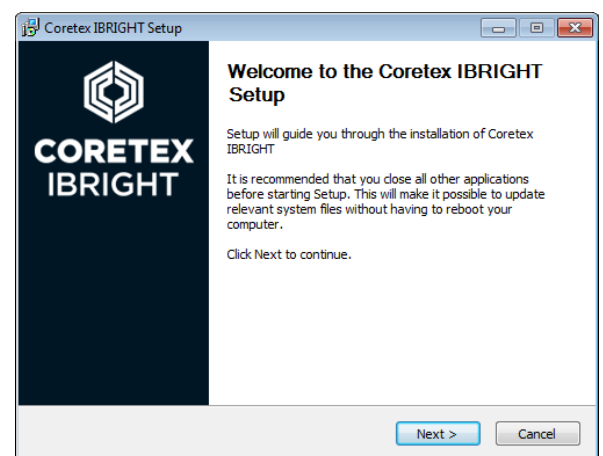 Coretex IBRIGHT Setup
CORETEX
IBRIGHT
Welcome to the Coretex IBRIGHT
Setup
Setup will guide you through the installation of Coretex
IBRIGHT
It is recommended that you close all other applications
before starting Setup. This will make it possible to update
relevant system files without having to reboot your
computer.
Click Next to continue.
Next >
Cancel